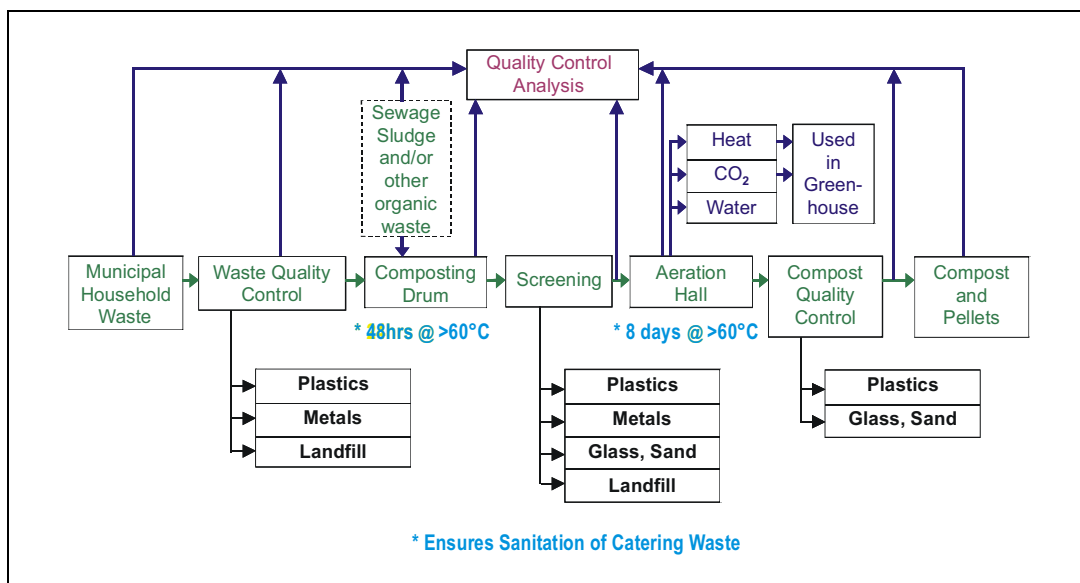 Quality Control
Analysis
Sewage
Sludge
and/or
other
organic
waste
Heat
CO₂
Water
Used
in
Green-
house
Municipal
Household
Waste
Waste Quality
Control
Composting
Drum
Screening
Aeration
Hall
Compost
Quality
Control
Compost
and
Pellets
* 48hrs @ >60°C
* 8 days @ >60°C
Plastics
Metals
Landfill
Plastics
Metals
Glass, Sand
Landfill
Plastics
Glass, Sand
* Ensures Sanitation of Catering Waste